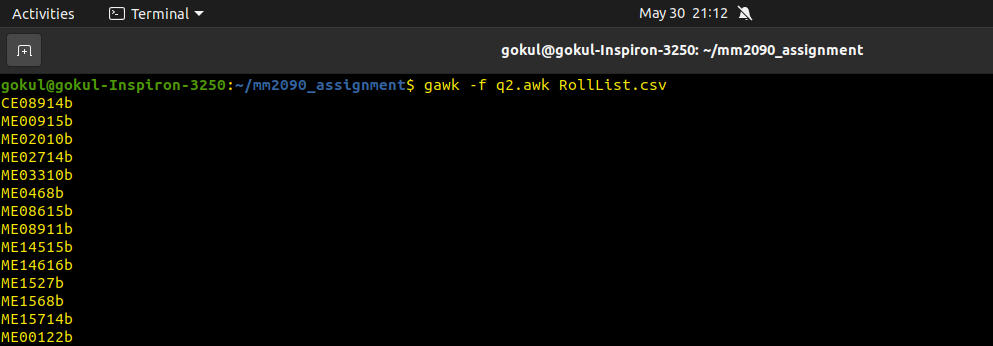 Activities Terminal May 30 21:12
gokul@gokul-Inspiron-3250: ~/mm2090_assignment
gokul@gokul-Inspiron-3250:~/mm2090_assignment$ gawk -f q2.awk RollList.csv
CE08914b
ME00915b
ME02010b
ME02714b
ME03310b
ME0468b
ME08615b
ME08911b
ME14515b
ME14616b
ME1527b
ME1568b
ME15714b
ME00122b